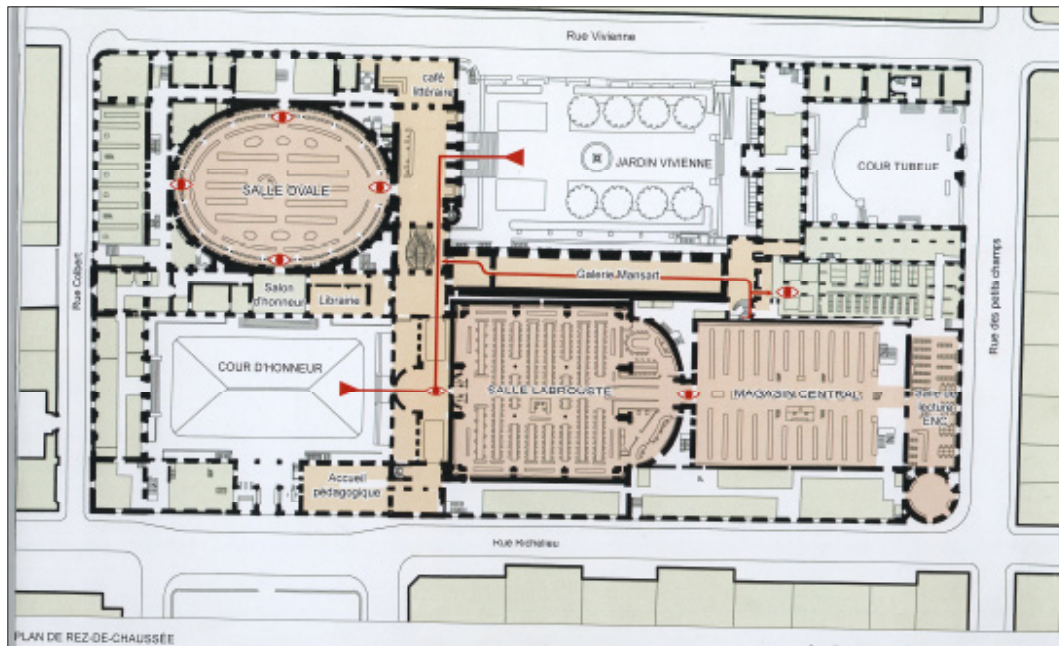 Rue Vivienne
café
littéraire
SALLE OVALE
JARDIN VIVIENNE
COUR TUBEUF
Rue Colbert
Salon
d'honneur
Librairie
Galerie Mansart
Rue des petits champs
COUR D'HONNEUR
SALLE LABROUSTE
MAGASIN CENTRAL
Salle de
lecture
ENC
Accueil
pédagogique
Rue Richelieu
PLAN DE REZ-DE-CHAUSSÉE